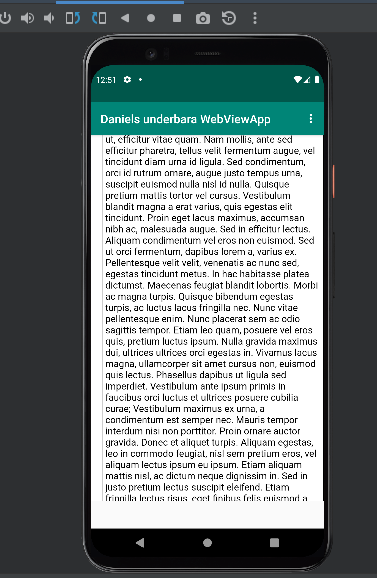 12:51
Daniels underbara WebViewApp
ut, efficitur vitae quam. Nam mollis, ante sed
efficitur pharetra, tellus velit fermentum augue, vel
tincidunt diam urna id ligula. Sed condimentum,
orci id rutrum ornare, augue justo tempus urna,
suscipit euismod nulla nisl id nulla. Quisque
pretium mattis tortor vel cursus. Vestibulum
blandit magna a erat varius, quis egestas elit
tincidunt. Proin eget lacus maximus, accumsan
nibh ac, malesuada augue. Sed in efficitur lectus.
Aliquam condimentum vel eros non euismod. Sed
ut orci fermentum, dapibus lorem a, varius ex.
Pellentesque velit velit, venenatis ac nunc sed,
egestas tincidunt metus. In hac habitasse platea
dictumst. Maecenas feugiat blandit lobortis. Morbi
ac magna turpis. Quisque bibendum egestas
turpis, ac luctus lacus fringilla nec. Nunc vitae
pellentesque enim. Nunc placerat sem ac odio
sagittis tempor. Etiam leo quam, posuere vel eros
quis, pretium luctus ipsum. Nulla gravida maximus
dui, ultrices ultrices orci egestas in. Vivamus lacus
magna, ullamcorper sit amet cursus non, euismod
quis lectus. Phasellus dapibus ut ligula sed
imperdiet. Vestibulum ante ipsum primis in
faucibus orci luctus et ultrices posuere cubilia
curae; Vestibulum maximus ex urna, a
condimentum est semper nec. Mauris tempor
interdum nisi non porttitor. Proin ornare auctor
gravida. Donec et aliquet turpis. Aliquam egestas,
leo in commodo feugiat, nisl sem pretium eros, vel
aliquam lectus ipsum eu ipsum. Etiam aliquam
mattis nisl, ac dictum neque dignissim in. Sed in
justo pretium lectus suscipit eleifend. Etiam
fringilla lectus risus, eget finibus felis euismod a